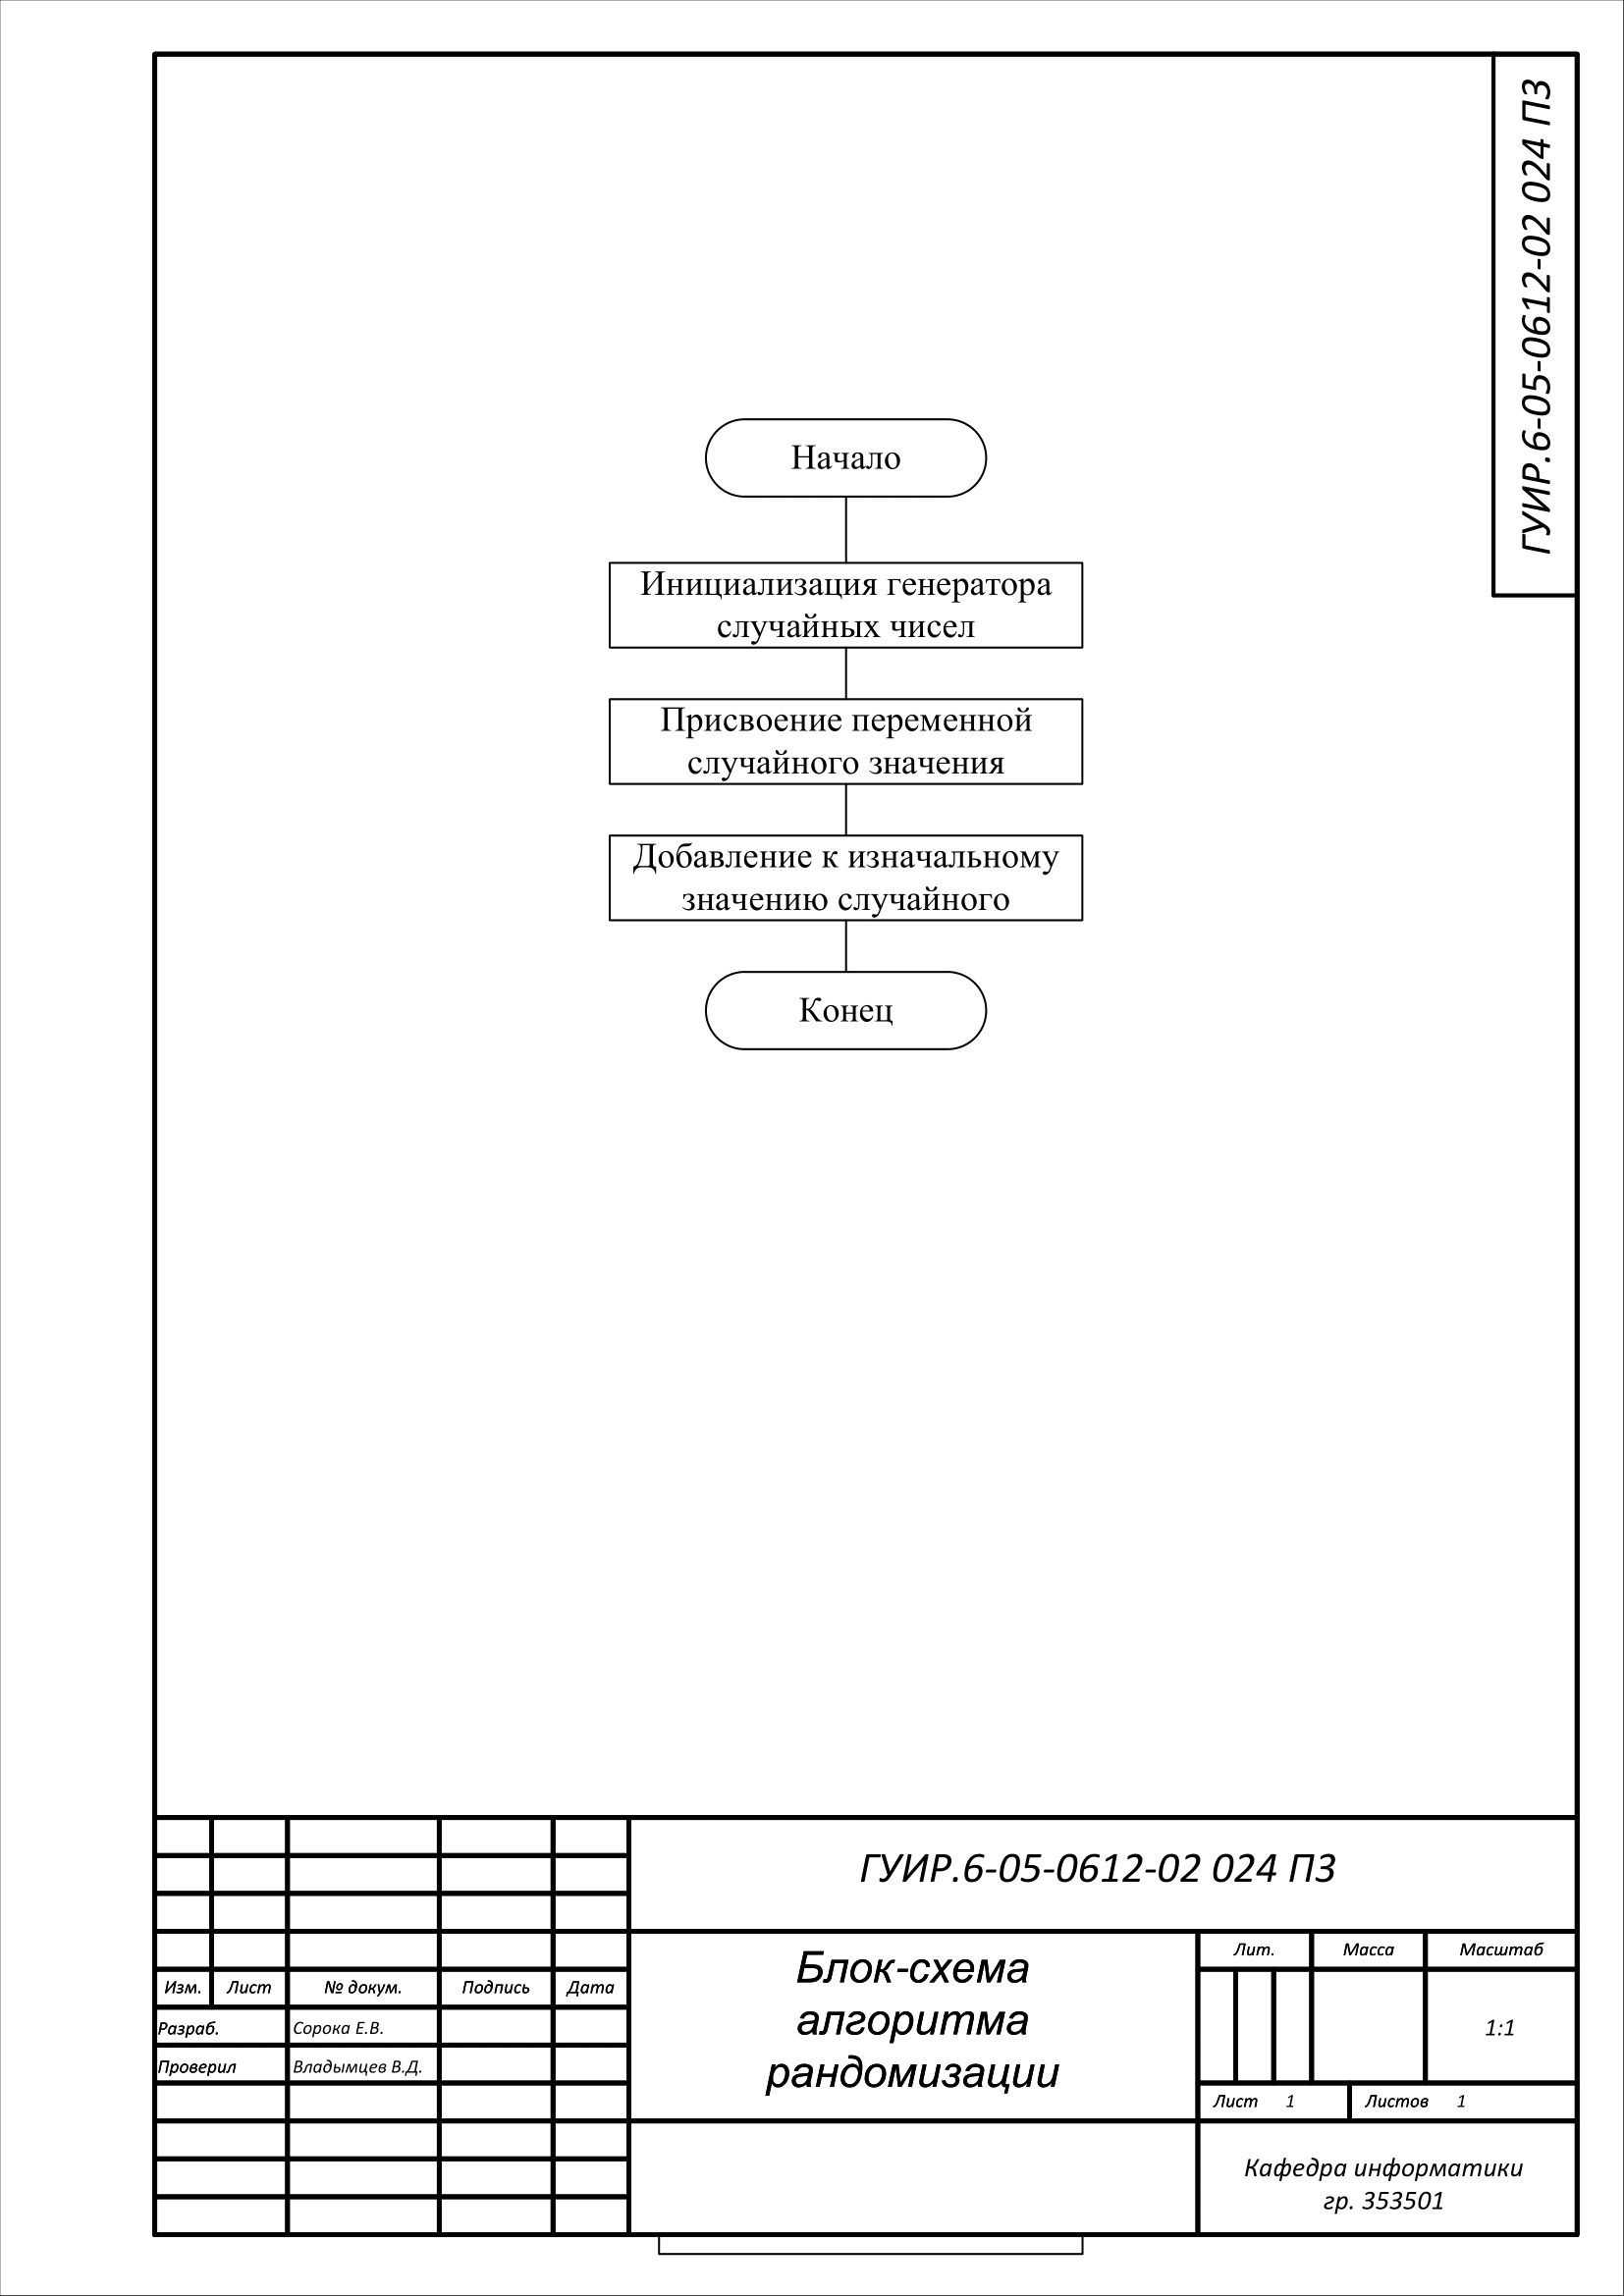 ГУИР.6-05-0612-02 024 ПЗ
Начало
Инициализация генератора
случайных чисел
Присвоение переменной
случайного значения
Добавление к изначальному
значению случайного
Конец
ГУИР.6-05-0612-02 024 ПЗ
Изм. Лист № докум. Подпись Дата
Разраб. Сорока Е.В.
Проверил Владымцев В.Д.
Блок-схема
алгоритма
рандомизации
Лит. Масса Масштаб
1:1
Лист 1 Листов 1
Кафедра информатики
гр. 353501